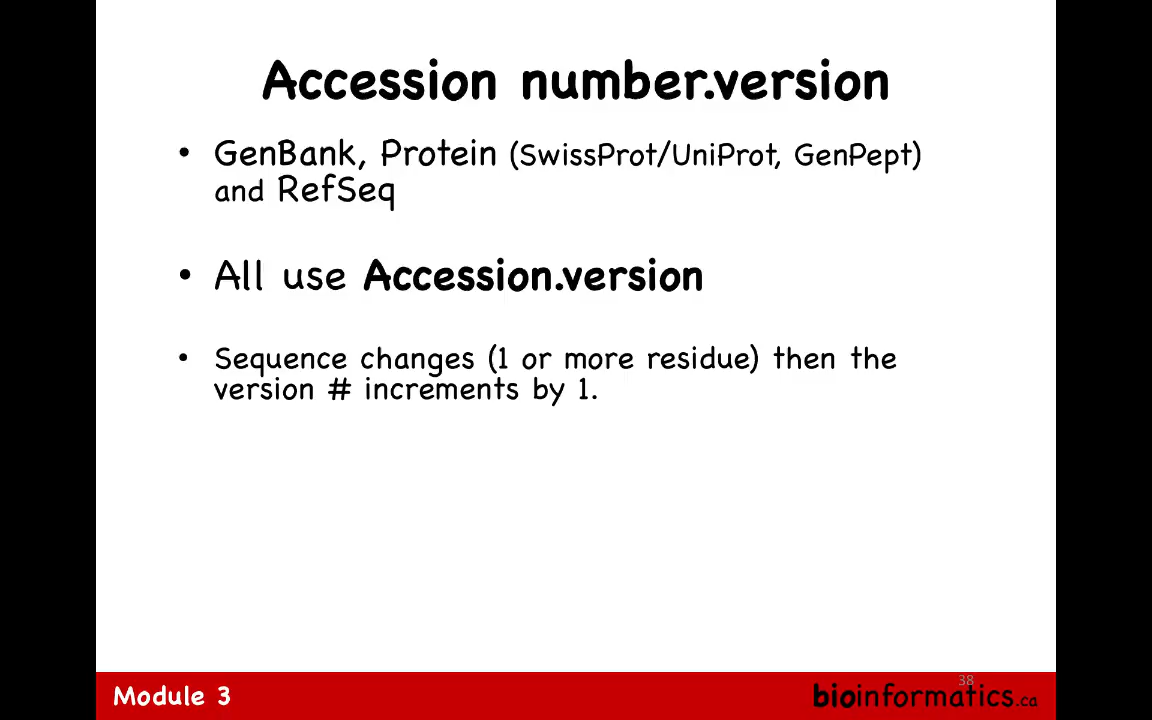 Accession number.version
• GenBank, Protein (SwissProt/UniProt, GenPept)
and RefSeq
• All use Accession.version
• Sequence changes (1 or more residue) then the
version # increments by 1.
38
Module 3
bioinformatics.ca